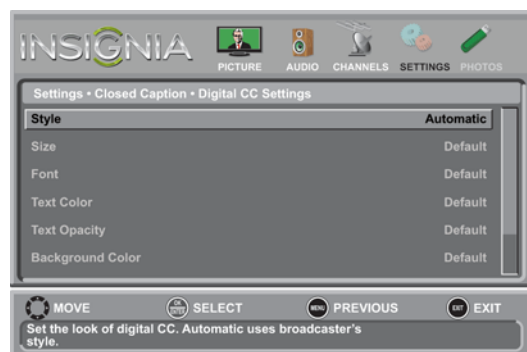 INSIGNIA
PICTURE AUDIO CHANNELS SETTINGS PHOTOS
Settings • Closed Caption • Digital CC Settings
Style Automatic
Size Default
Font Default
Text Color Default
Text Opacity Default
Background Color Default
MOVE OK ENTER SELECT MENU PREVIOUS EXIT EXIT
Set the look of digital CC. Automatic uses broadcaster's
style.